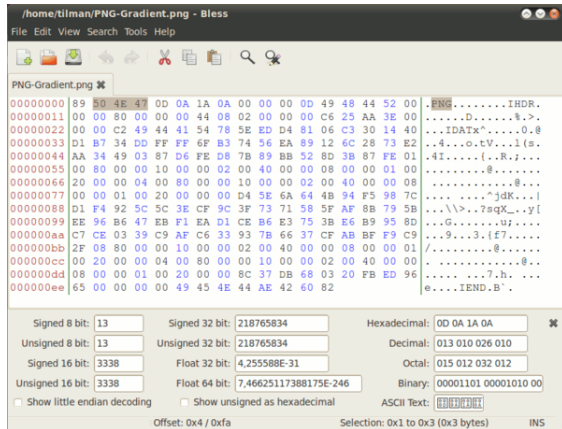 /home/tilman/PNG-Gradient.png - Bless
File Edit View Search Tools Help
PNG-Gradient.png
00000000 89 50 4E 47 0D 0A 1A 0A 00 00 00 0D 49 48 44 52 00 .PNG........IHDR.
00000011 00 00 80 00 00 00 44 08 02 00 00 00 C6 25 AA 3E 00 ......D......%.>.
00000022 00 00 C2 49 44 41 54 78 5E ED D4 81 06 C3 30 14 40 ...IDATx^.....0.@
00000033 D1 B7 34 DD FF FF 6F B3 74 56 EA 89 12 6C 28 73 E2 ..4...o.tV...l(s.
00000044 AA 34 49 03 87 D6 FE D8 7B 89 BB 52 8D 3B 87 FE 01 .4I.....{..R.;...
00000055 00 80 00 00 10 00 00 02 00 40 00 00 08 00 00 01 00 .........@.......
00000066 20 00 00 04 00 80 00 00 10 00 00 02 00 40 00 00 08 .............@...
00000077 00 00 01 00 20 00 00 00 D4 5E 6A 64 4B 94 F5 98 7C .... ....^jdK...|
00000088 D1 F4 92 5C 5C 3E CF 9C 3F 73 71 58 5F AF 8B 79 5B ...\\>..?sqX_..y[
00000099 EE 96 B6 47 EB F1 EA D1 CE B6 E3 75 3B E6 B9 95 8D ...G.......u;....
000000aa C7 CE 03 39 C9 AF C6 33 93 7B 66 37 CF AB BF F9 C9 ...9...3.{f7.....
000000bb 2F 08 80 00 00 10 00 00 02 00 40 00 00 08 00 00 01 /.........@......
000000cc 00 20 00 00 04 00 80 00 00 10 00 00 02 00 40 00 00 . ............@..
000000dd 08 00 00 01 00 20 00 00 8C 37 DB 68 03 20 FB ED 96 ..... ...7.h. ...
000000ee 65 00 00 00 00 49 45 4E 44 AE 42 60 82 e....IEND.B`.
Signed 8 bit: 13 Signed 32 bit: 218765834 Hexadecimal: 0D 0A 1A 0A
Unsigned 8 bit: 13 Unsigned 32 bit: 218765834 Decimal: 013 010 026 010
Signed 16 bit: 3338 Float 32 bit: 4,255588E-31 Octal: 015 012 032 012
Unsigned 16 bit: 3338 Float 64 bit: 7,46625117388175E-246 Binary: 00001101 00001010 00
Show little endian decoding Show unsigned as hexadecimal ASCII Text:
Offset: 0x4 / 0xfa Selection: 0x1 to 0x3 (0x3 bytes) INS